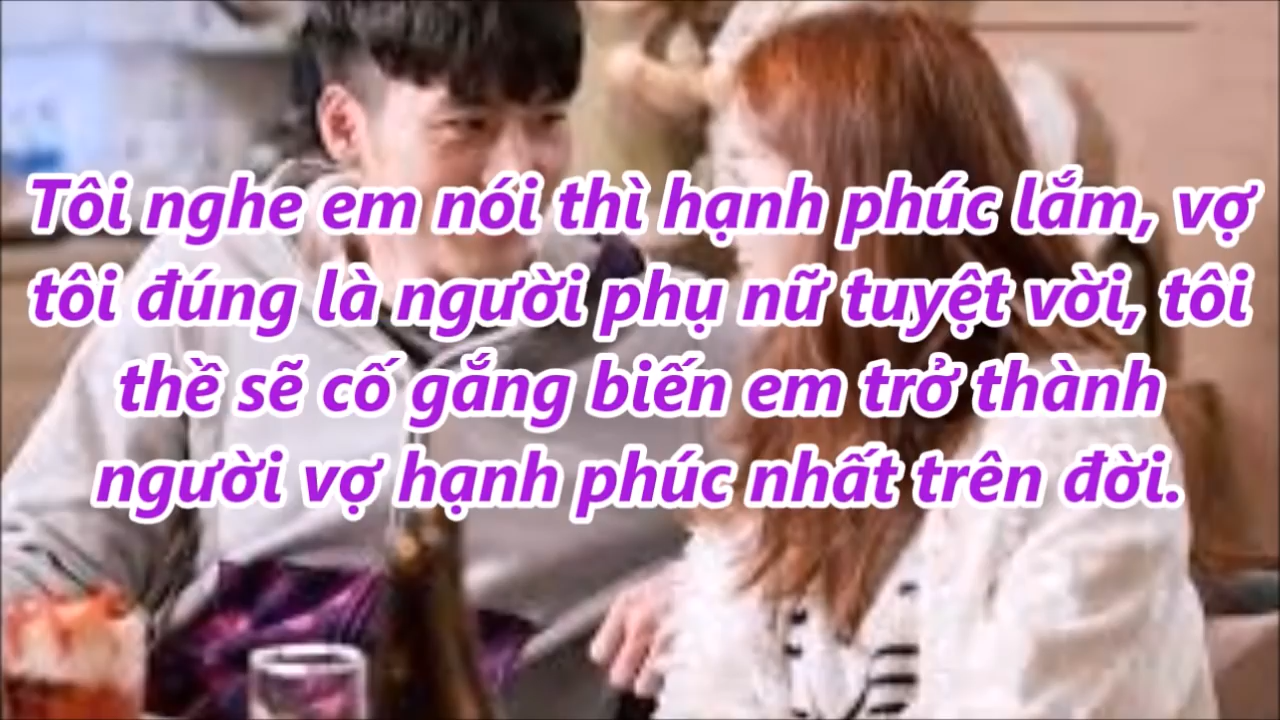 Tôi nghe em nói thì hạnh phúc lắm, vợ
tôi đúng là người phụ nữ tuyệt vời, tôi
thề sẽ cố gắng biến em trở thành
người vợ hạnh phúc nhất trên đời.